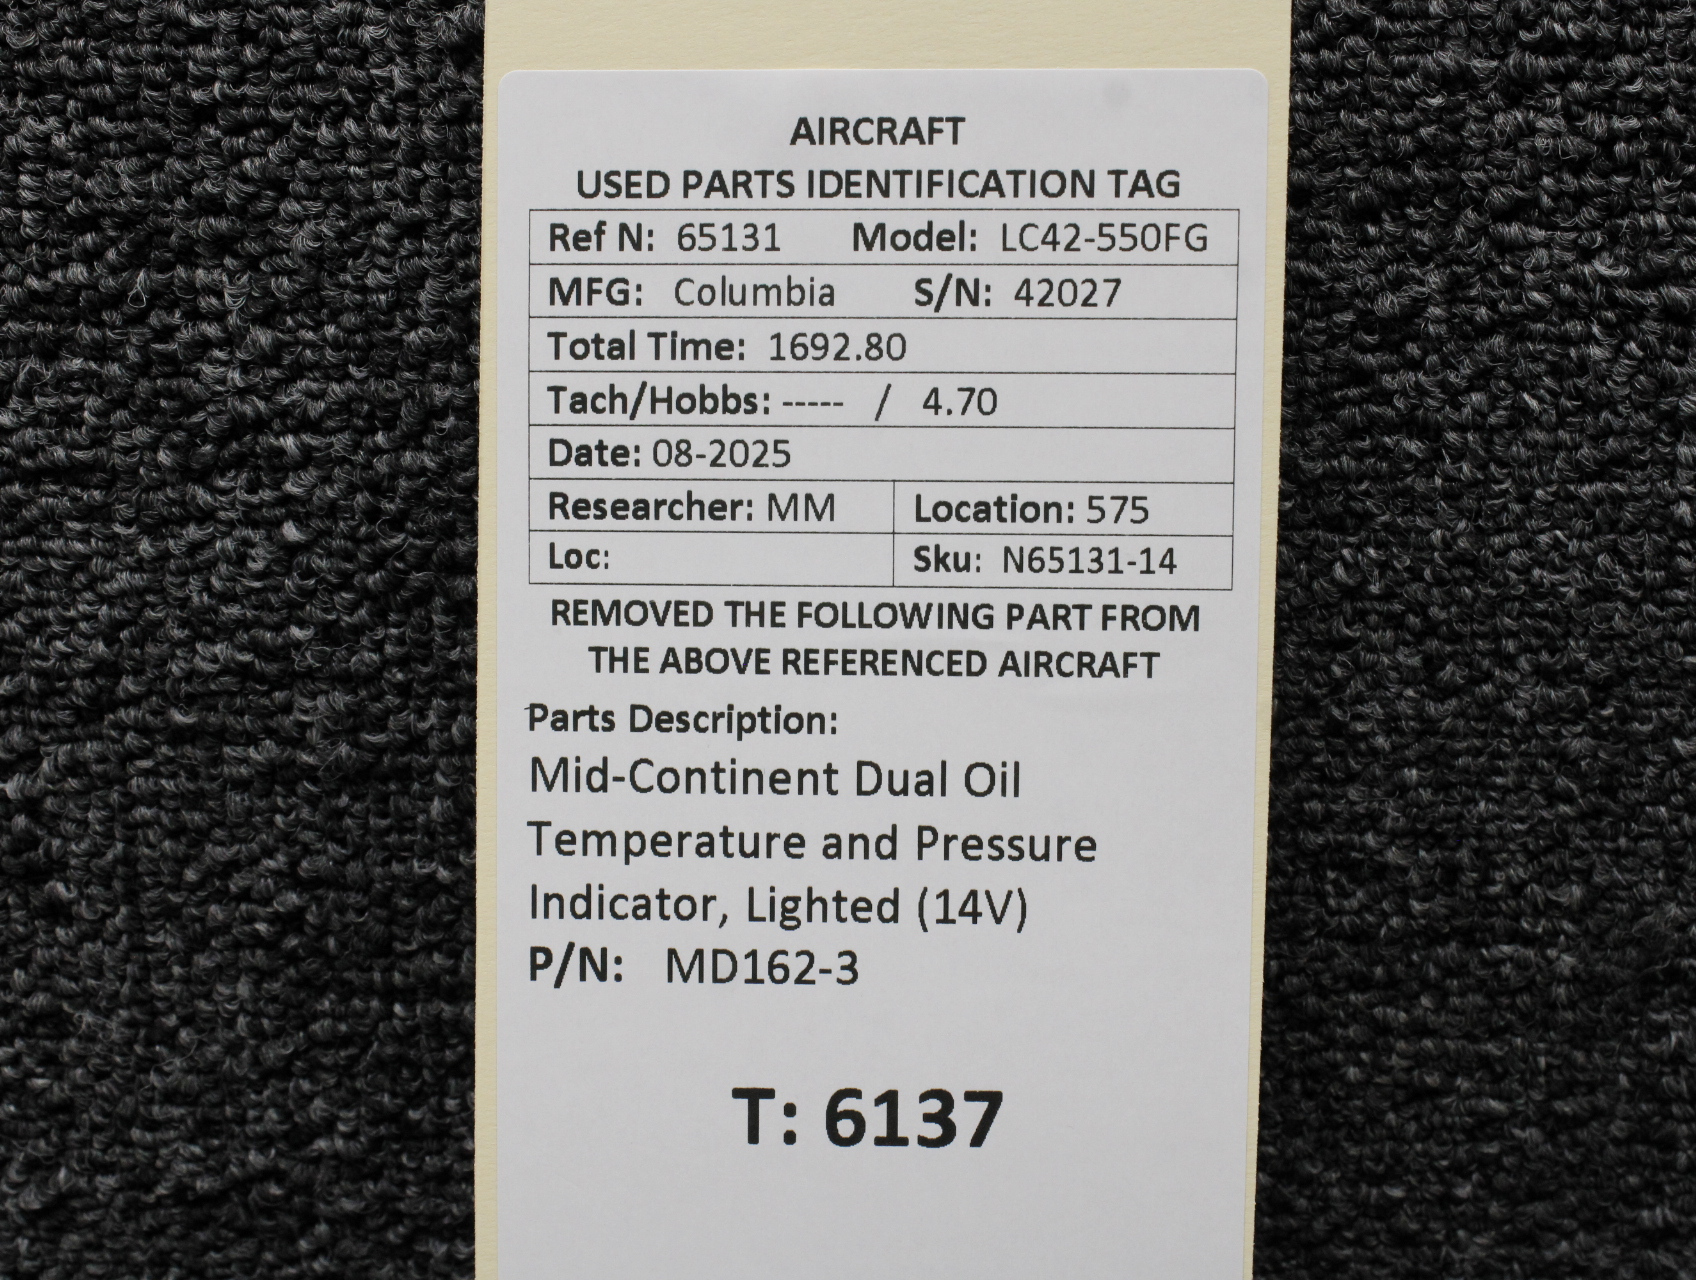 AIRCRAFT
USED PARTS IDENTIFICATION TAG
Ref N: 65131 Model: LC42-550FG
MFG: Columbia S/N: 42027
Total Time: 1692.80
Tach/Hobbs: ----- / 4.70
Date: 08-2025
Researcher: MM Location: 575
Loc: Sku: N65131-14
REMOVED THE FOLLOWING PART FROM
THE ABOVE REFERENCED AIRCRAFT
Parts Description:
Mid-Continent Dual Oil
Temperature and Pressure
Indicator, Lighted (14V)
P/N: MD162-3
T: 6137